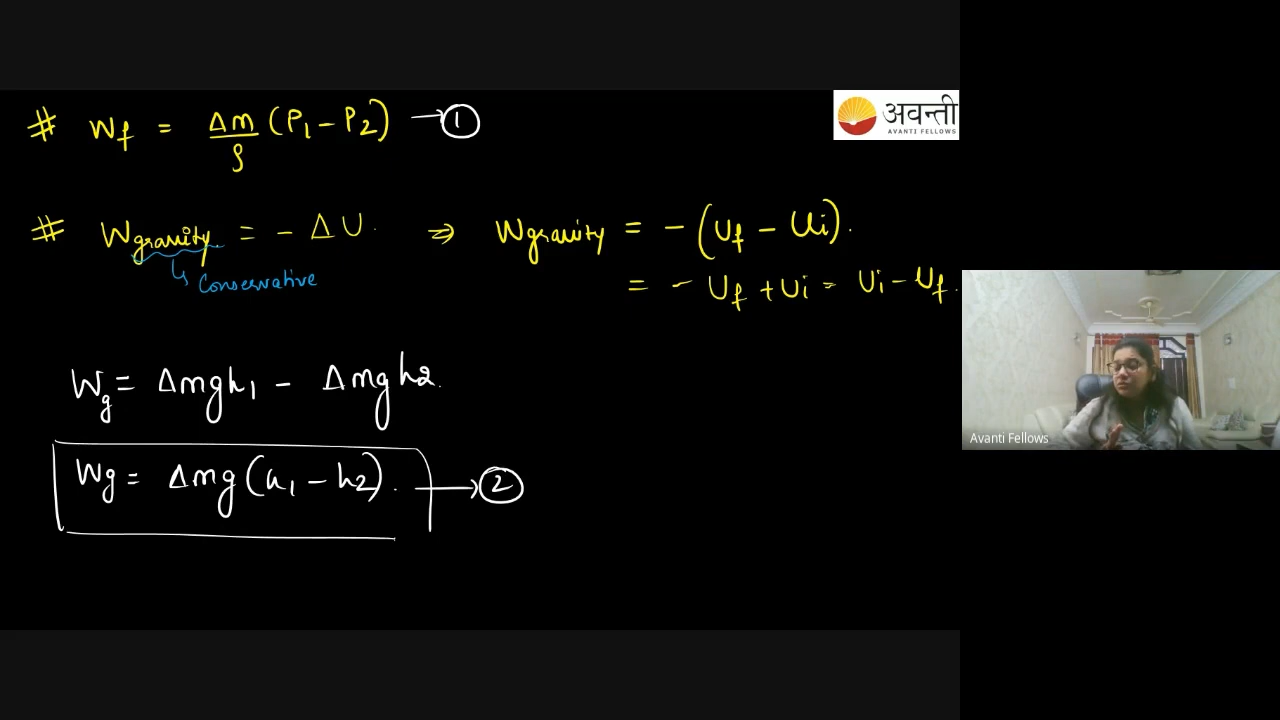 # Wf = Δm/ρ (P1 - P2) → ①
अवन्ती
AVANTI FELLOWS
# Wgravity = - ΔU. ⇒ Wgravity = - (Uf - Ui).
↳ Conservative
= - Uf + Ui = Ui - Uf.
Wg = Δmgh1 - Δmgh2.
Wg = Δmg(h1 - h2). → ②
Avanti Fellows